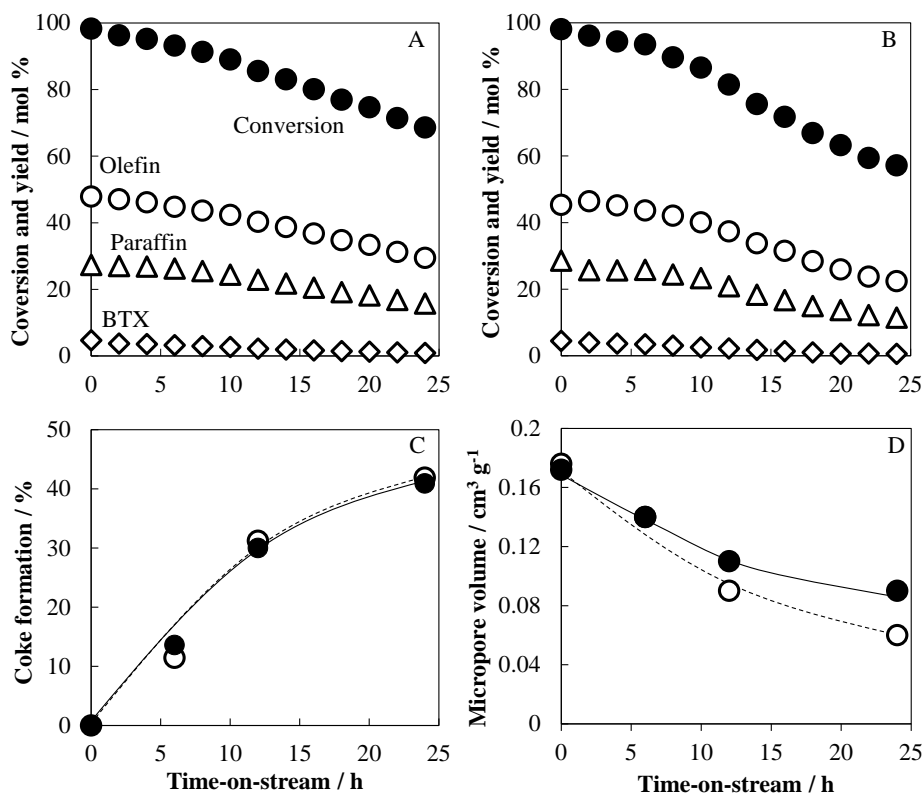 A
Coversion and yield / mol %
100
80
60
40
20
0
Conversion
Olefin
Paraffin
BTX
0 5 10 15 20 25
B
Coversion and yield / mol %
100
80
60
40
20
0
0 5 10 15 20 25
C
Coke formation / %
50
40
30
20
10
0
0 5 10 15 20 25
Time-on-stream / h
D
Micropore volume / cm³ g⁻¹
0.2
0.16
0.12
0.08
0.04
0
0 5 10 15 20 25
Time-on-stream / h